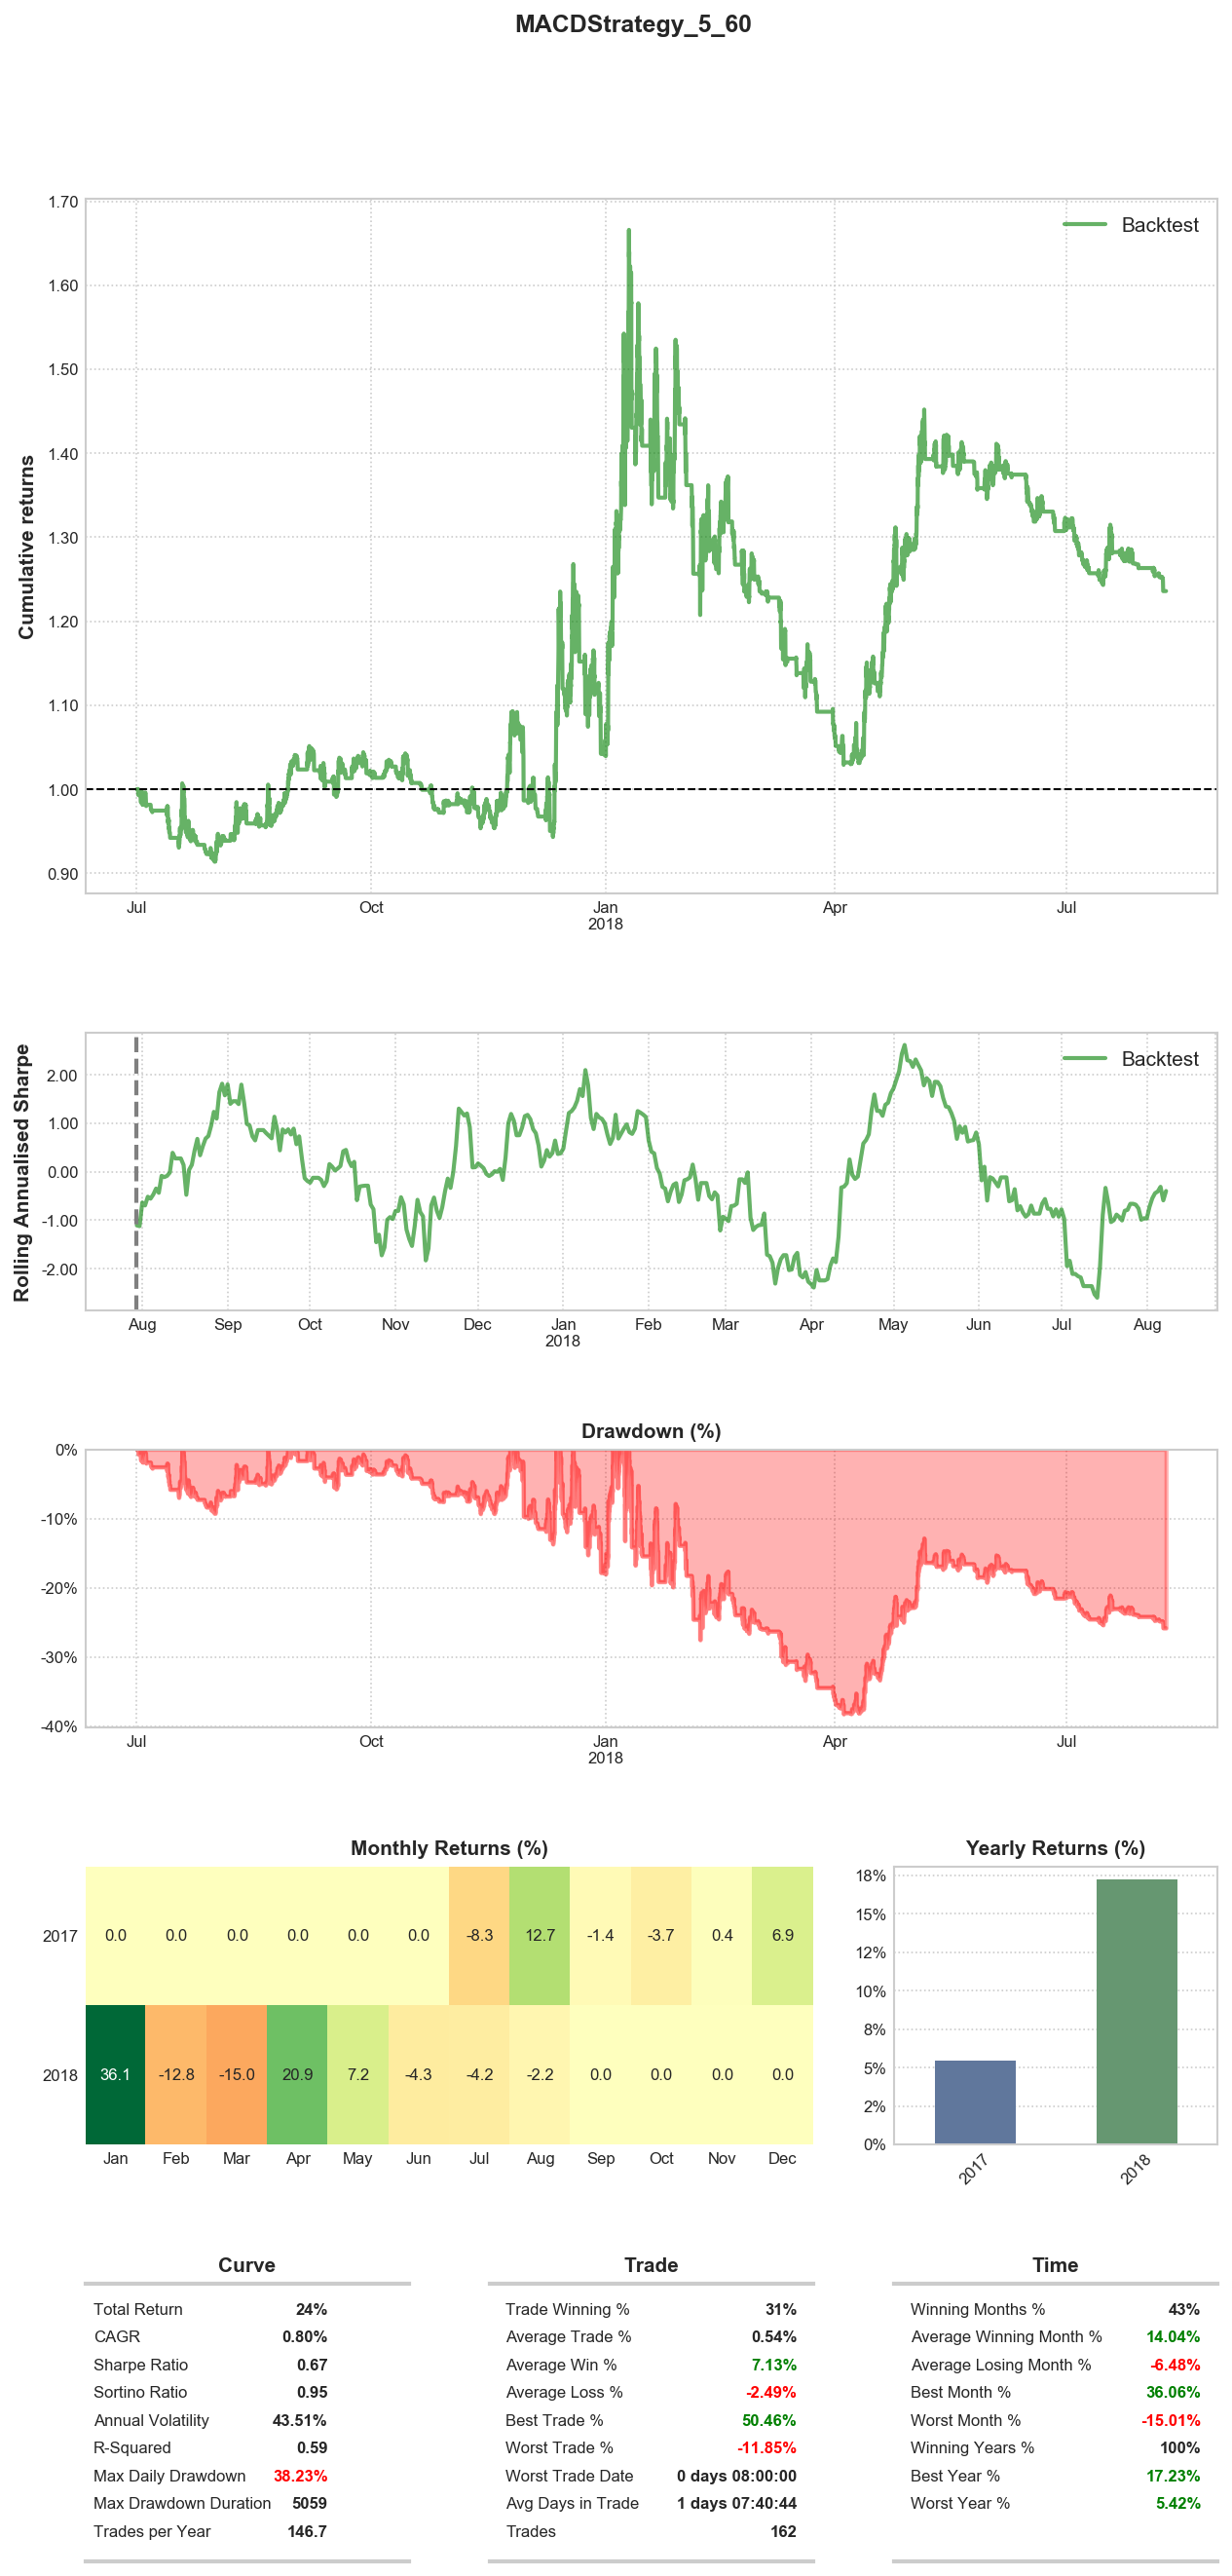 MACDStrategy_5_60
Cumulative returns
1.70
1.60
1.50
1.40
1.30
1.20
1.10
1.00
0.90
Backtest
Jul Oct Jan Apr Jul
2018
Rolling Annualised Sharpe
2.00
1.00
0.00
-1.00
-2.00
Backtest
Aug Sep Oct Nov Dec Jan Feb Mar Apr May Jun Jul Aug
2018
Drawdown (%)
0%
-10%
-20%
-30%
-40%
Jul Oct Jan Apr Jul
2018
Monthly Returns (%)
2017 0.0 0.0 0.0 0.0 0.0 0.0 -8.3 12.7 -1.4 -3.7 0.4 6.9
2018 36.1 -12.8 -15.0 20.9 7.2 -4.3 -4.2 -2.2 0.0 0.0 0.0 0.0
Jan Feb Mar Apr May Jun Jul Aug Sep Oct Nov Dec
Yearly Returns (%)
18%
15%
12%
10%
8%
5%
2%
0%
2017 2018
Curve
Total Return 24%
CAGR 0.80%
Sharpe Ratio 0.67
Sortino Ratio 0.95
Annual Volatility 43.51%
R-Squared 0.59
Max Daily Drawdown 38.23%
Max Drawdown Duration 5059
Trades per Year 146.7
Trade
Trade Winning % 31%
Average Trade % 0.54%
Average Win % 7.13%
Average Loss % -2.49%
Best Trade % 50.46%
Worst Trade % -11.85%
Worst Trade Date 0 days 08:00:00
Avg Days in Trade 1 days 07:40:44
Trades 162
Time
Winning Months % 43%
Average Winning Month % 14.04%
Average Losing Month % -6.48%
Best Month % 36.06%
Worst Month % -15.01%
Winning Years % 100%
Best Year % 17.23%
Worst Year % 5.42%